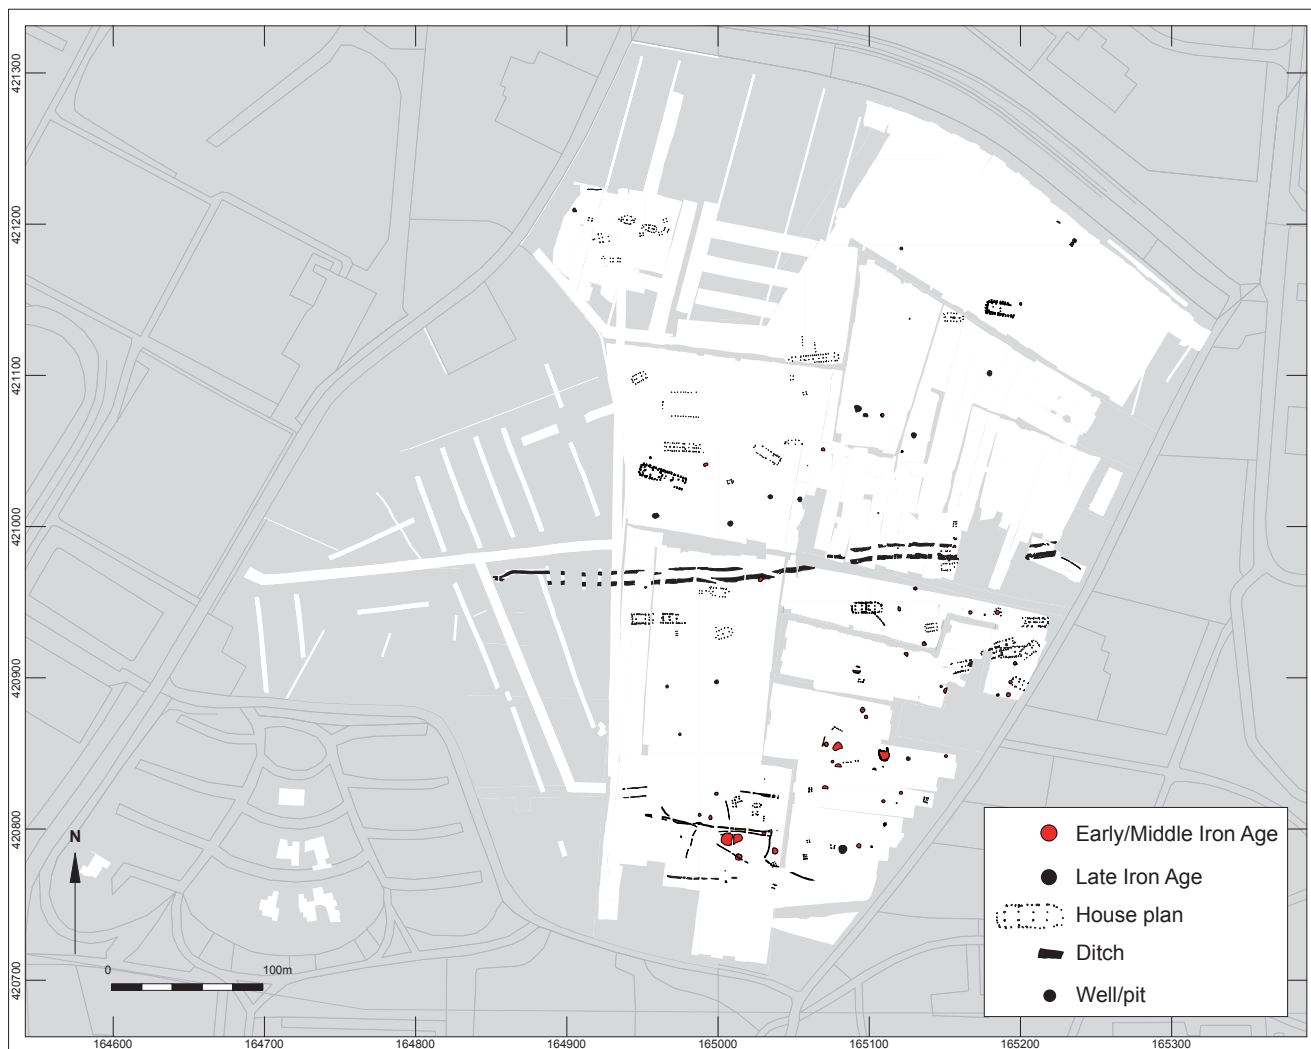 421300
421200
421100
421000
420900
420800
420700
N
0 100m
Early/Middle Iron Age
Late Iron Age
House plan
Ditch
Well/pit
164600 164700 164800 164900 165000 165100 165200 165300